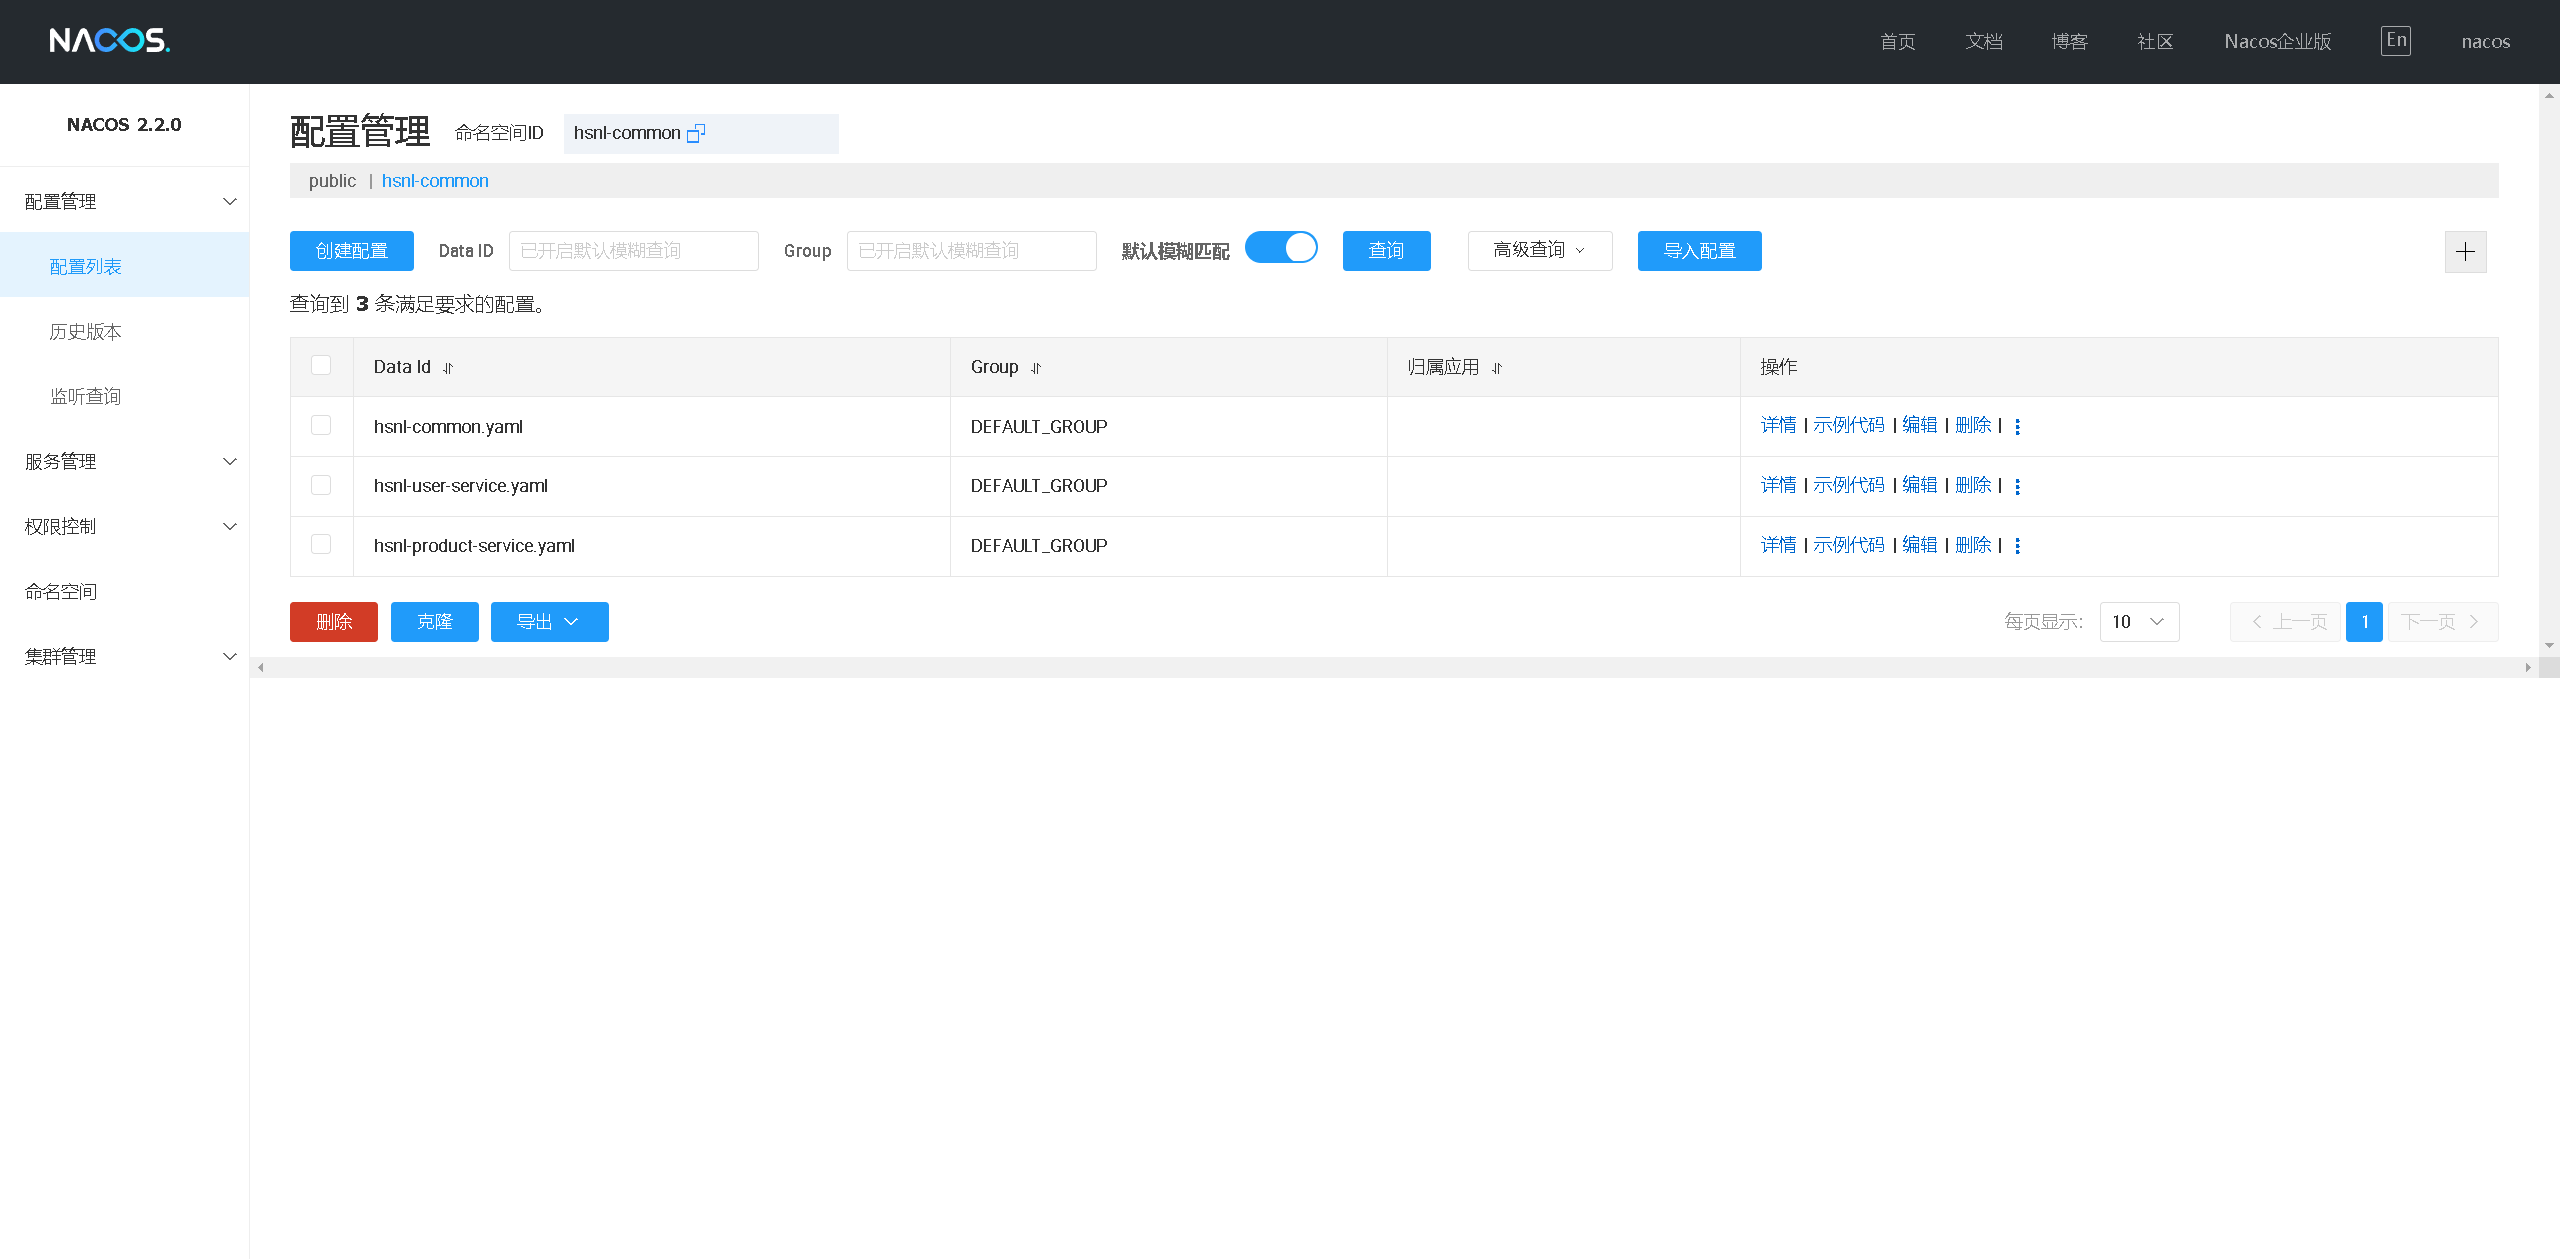 NACOS.
首页 文档 博客 社区 Nacos企业版 En nacos
NACOS 2.2.0
配置管理
配置列表
历史版本
监听查询
服务管理
权限控制
命名空间
集群管理
配置管理 命名空间ID hsnl-common
public | hsnl-common
创建配置 Data ID 已开启默认模糊查询 Group 已开启默认模糊查询 默认模糊匹配 查询 高级查询 导入配置
查询到 3 条满足要求的配置。
Data Id Group 归属应用 操作
hsnl-common.yaml DEFAULT_GROUP 详情 | 示例代码 | 编辑 | 删除 |
hsnl-user-service.yaml DEFAULT_GROUP 详情 | 示例代码 | 编辑 | 删除 |
hsnl-product-service.yaml DEFAULT_GROUP 详情 | 示例代码 | 编辑 | 删除 |
删除 克隆 导出 每页显示: 10 上一页 1 下一页